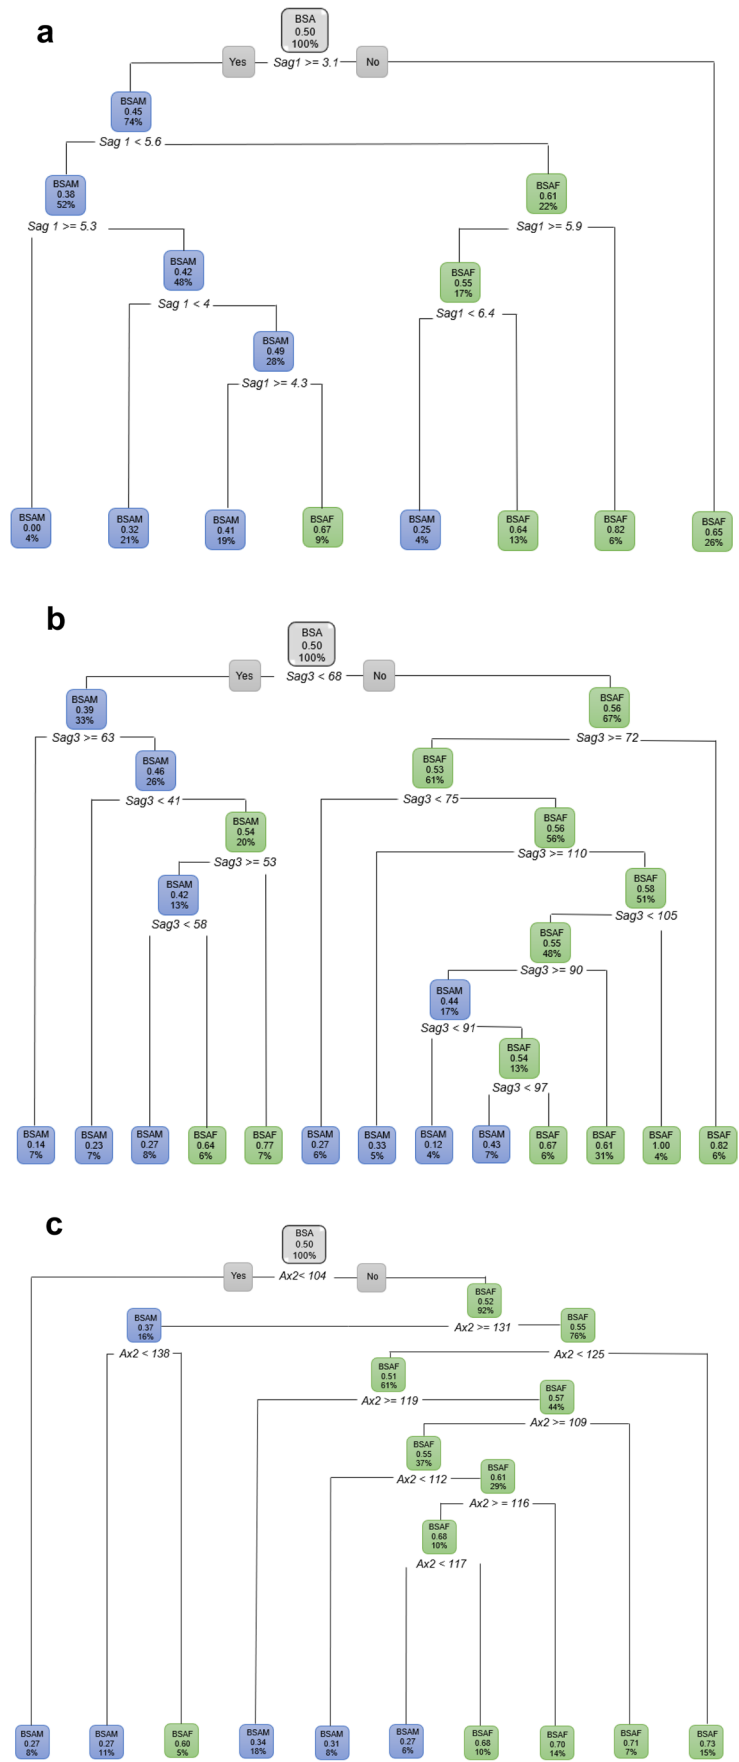 a
BSA
0.50
100%
Yes
Sag1 >= 3.1
No
BSAM
0.45
74%
Sag 1 < 5.6
BSAM
0.38
52%
BSAF
0.61
22%
Sag 1 >= 5.3
Sag1 >= 5.9
BSAM
0.42
48%
BSAF
0.55
17%
Sag 1 < 4
Sag1 < 6.4
BSAM
0.49
28%
Sag1 >= 4.3
BSAM
0.00
4%
BSAM
0.32
21%
BSAM
0.41
19%
BSAF
0.67
9%
BSAM
0.25
4%
BSAF
0.64
13%
BSAF
0.82
6%
BSAF
0.65
26%
b
BSA
0.50
100%
Yes
Sag3 < 68
No
BSAM
0.39
33%
BSAF
0.56
67%
Sag3 >= 63
Sag3 >= 72
BSAM
0.46
26%
BSAF
0.53
61%
Sag3 < 41
Sag3 < 75
BSAM
0.54
20%
BSAF
0.56
56%
Sag3 >= 53
Sag3 >= 110
BSAM
0.42
13%
BSAF
0.58
51%
Sag3 < 58
Sag3 < 105
BSAF
0.55
48%
Sag3 >= 90
BSAM
0.44
17%
Sag3 < 91
BSAF
0.54
13%
Sag3 < 97
BSAM
0.14
7%
BSAM
0.23
7%
BSAM
0.27
8%
BSAF
0.64
6%
BSAF
0.77
7%
BSAM
0.27
6%
BSAM
0.33
5%
BSAM
0.12
4%
BSAM
0.43
7%
BSAF
0.67
6%
BSAF
0.61
31%
BSAF
1.00
4%
BSAF
0.82
6%
c
BSA
0.50
100%
Yes
Ax2< 104
No
BSAF
0.52
92%
BSAM
0.37
16%
Ax2 >= 131
BSAF
0.55
76%
Ax2 < 138
Ax2 < 125
BSAF
0.51
61%
Ax2 >= 119
BSAF
0.57
44%
Ax2 >= 109
BSAF
0.55
37%
Ax2 < 112
BSAF
0.61
29%
Ax2 > = 116
BSAF
0.68
10%
Ax2 < 117
BSAM
0.27
8%
BSAM
0.27
11%
BSAF
0.60
5%
BSAM
0.34
18%
BSAM
0.31
8%
BSAM
0.27
6%
BSAF
0.68
10%
BSAF
0.70
14%
BSAF
0.71
7%
BSAF
0.73
15%